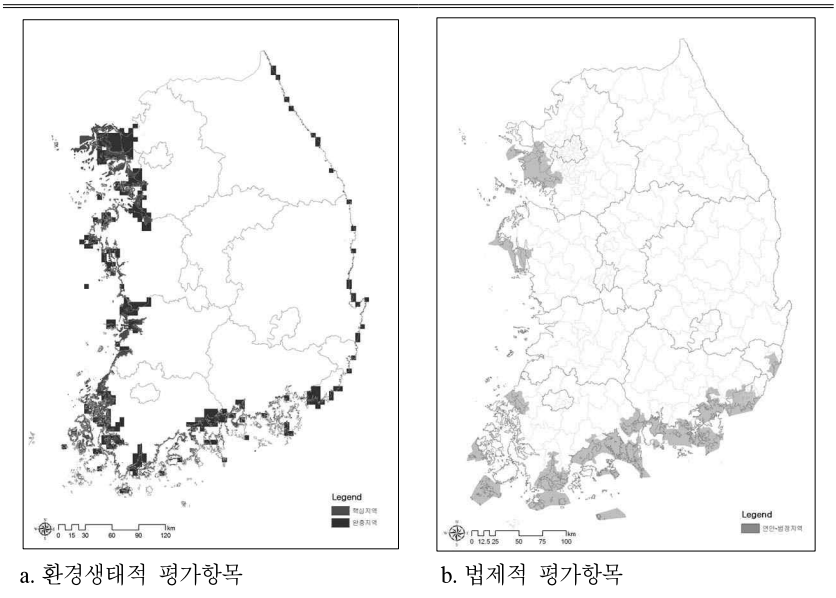 Legend
핵심지역
완충지역
km
0 15 30 60 90 120
Legend
연안-법정지역
km
0 12.5 25 50 75 100
a. 환경생태적 평가항목
b. 법제적 평가항목